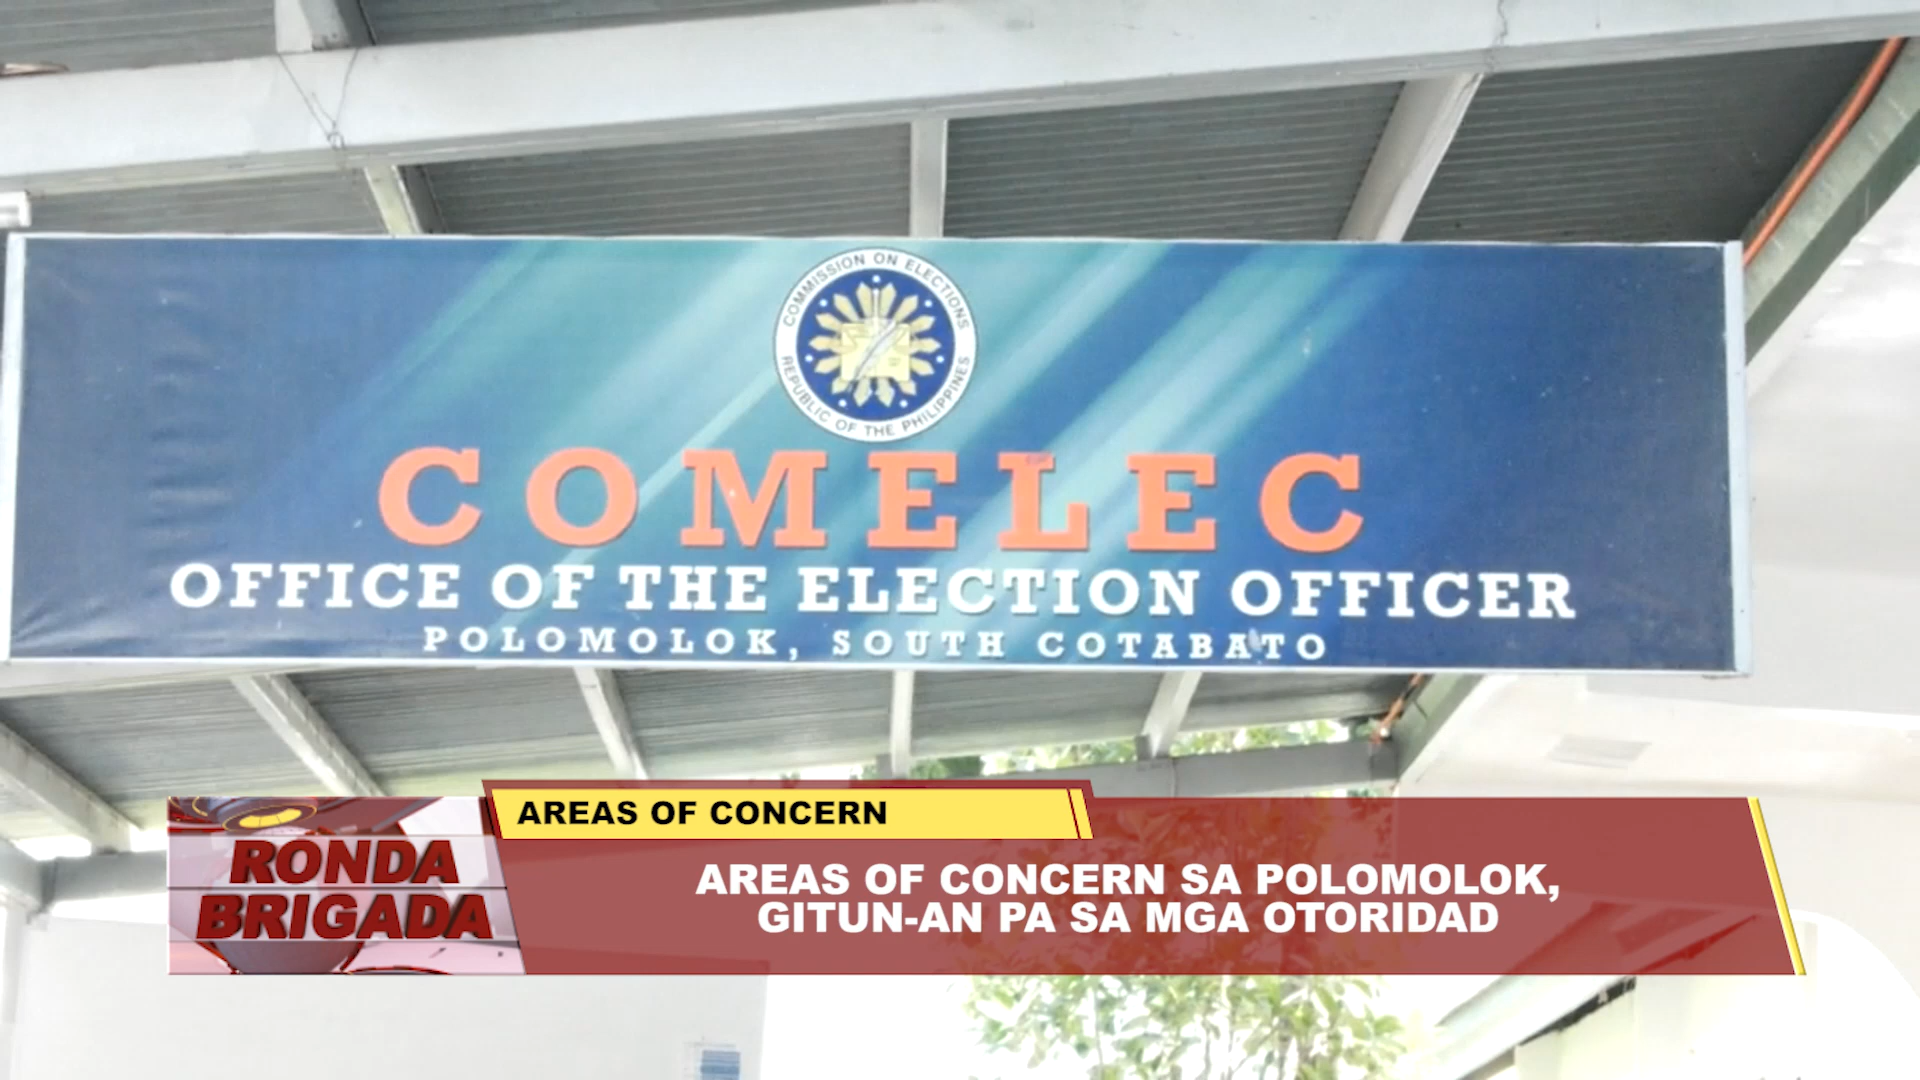 COMMISSION ON ELECTIONS
REPUBLIC OF THE PHILIPPINES
COMELEC
OFFICE OF THE ELECTION OFFICER
POLOMOLOK, SOUTH COTABATO
AREAS OF CONCERN
RONDA
BRIGADA
AREAS OF CONCERN SA POLOMOLOK,
GITUN-AN PA SA MGA OTORIDAD